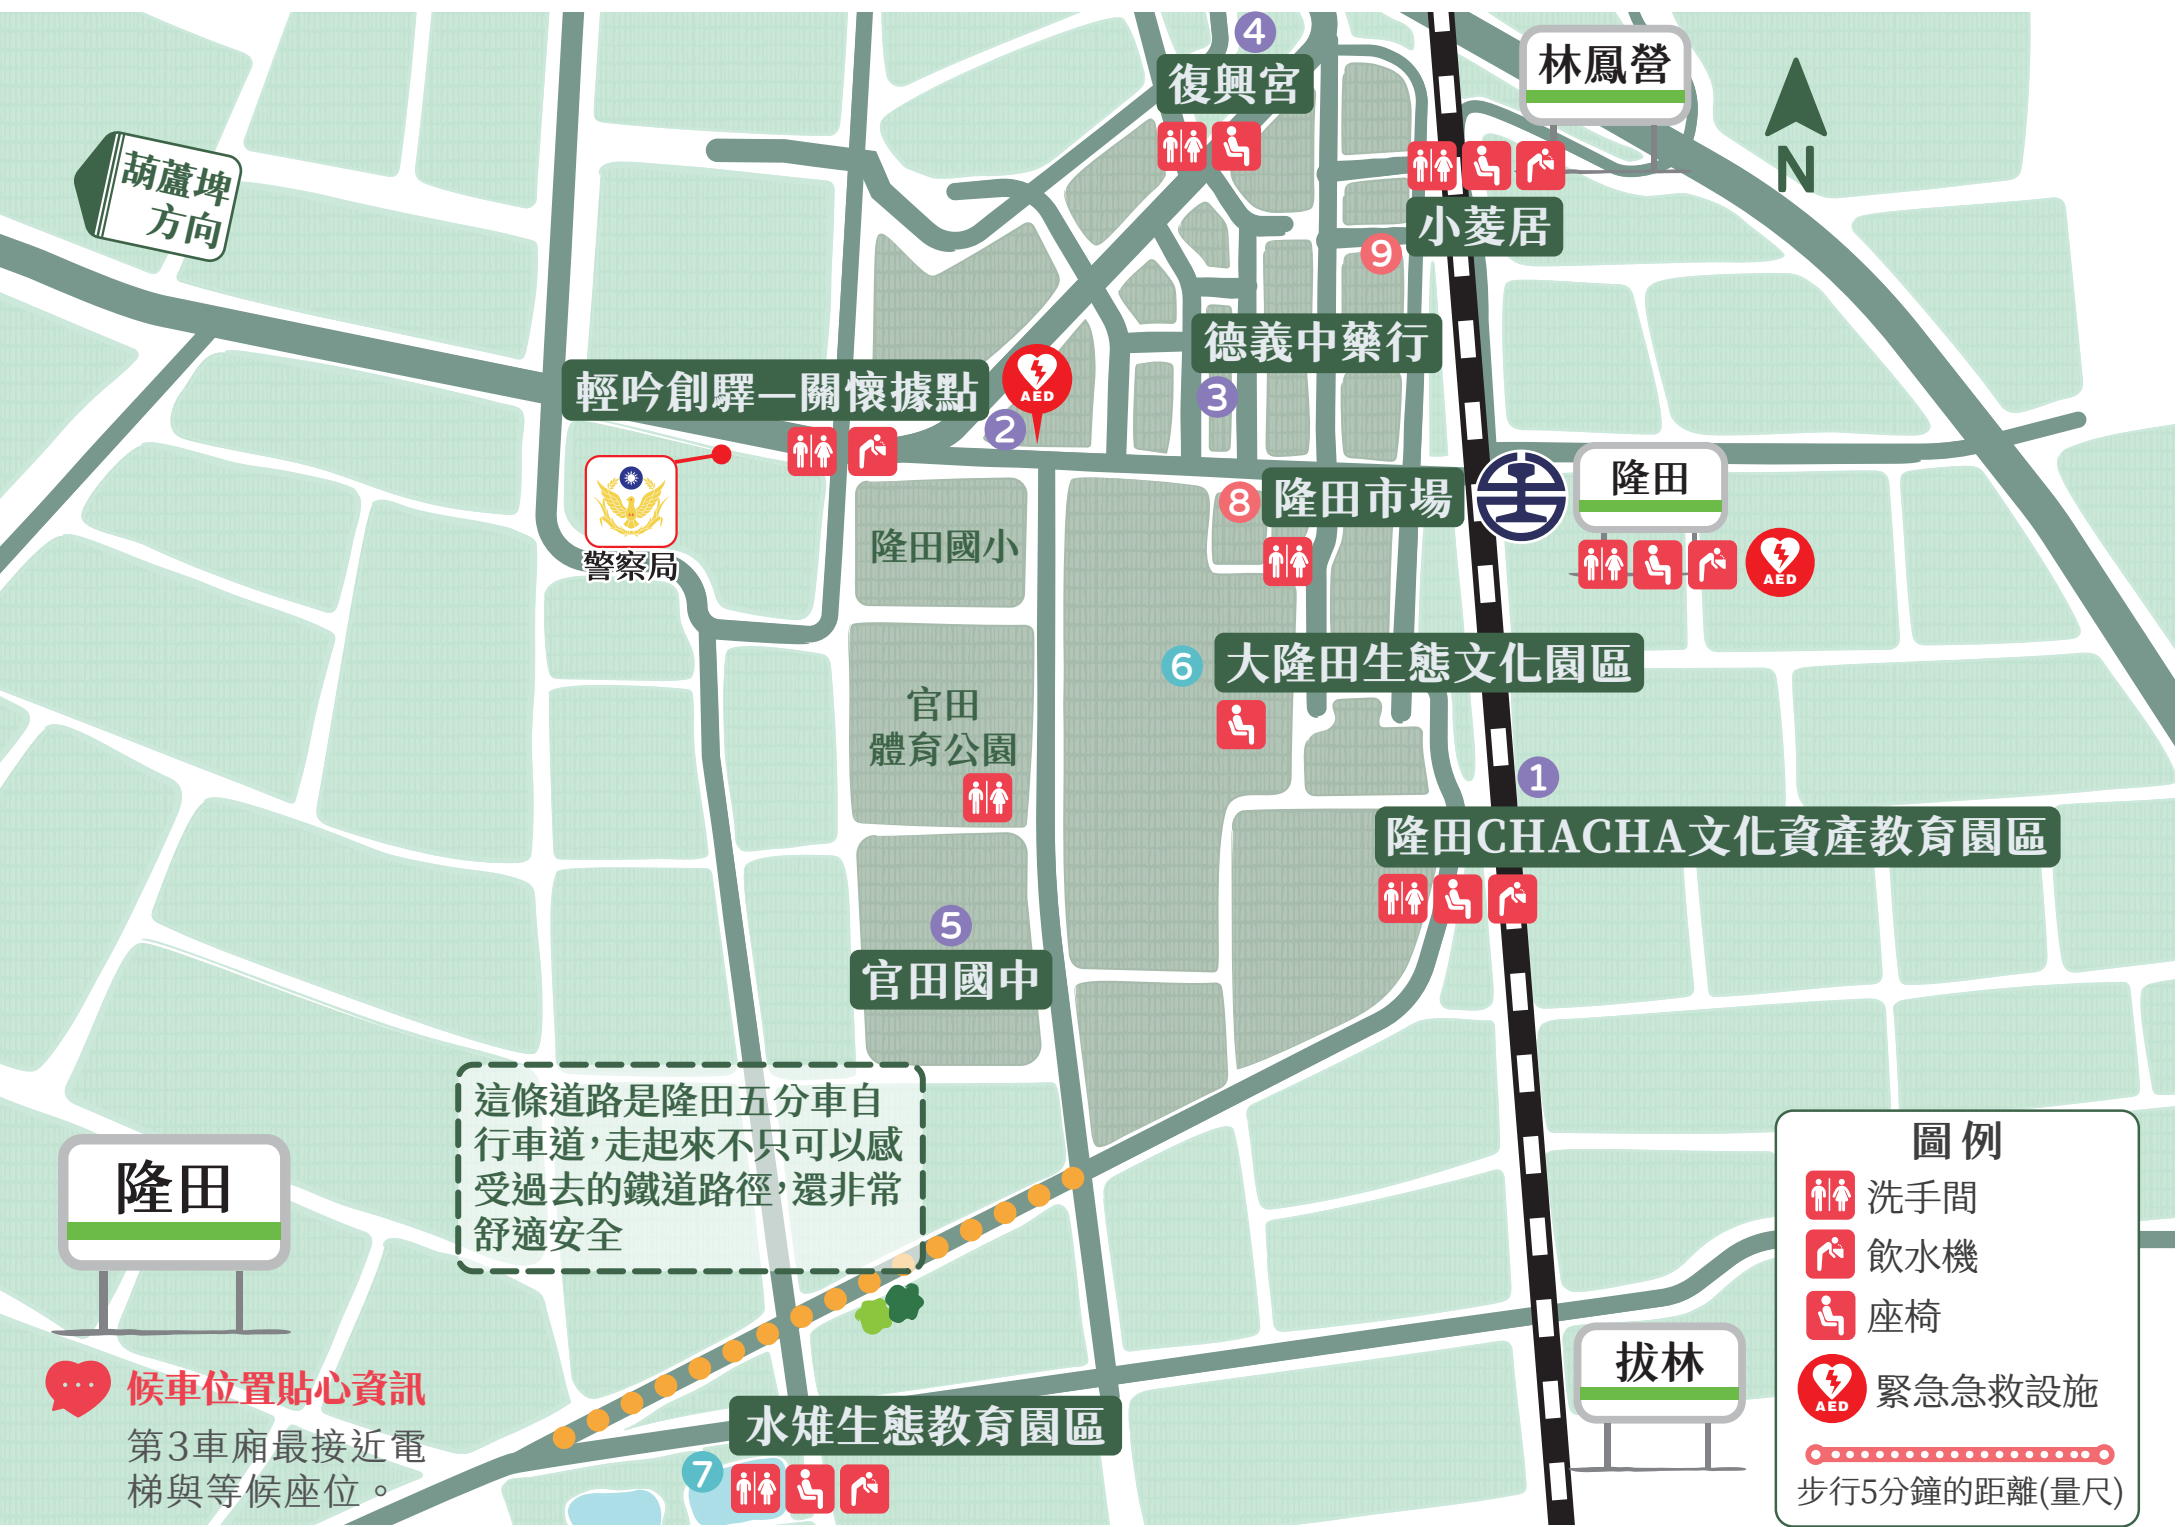 4
復興宮
林鳳營
N
葫蘆埤
方向
小菱居
9
德義中藥行
3
輕吟創驛—關懷據點
AED
2
警察局
隆田國小
8
隆田市場
隆田
AED
6
大隆田生態文化園區
官田
體育公園
1
隆田CHACHA文化資產教育園區
5
官田國中
這條道路是隆田五分車自
行車道,走起來不只可以感
受過去的鐵道路徑,還非常
舒適安全
隆田
候車位置貼心資訊
第3車廂最接近電
梯與等候座位。
水雉生態教育園區
7
拔林
圖例
洗手間
飲水機
座椅
AED
緊急急救設施
步行5分鐘的距離(量尺)